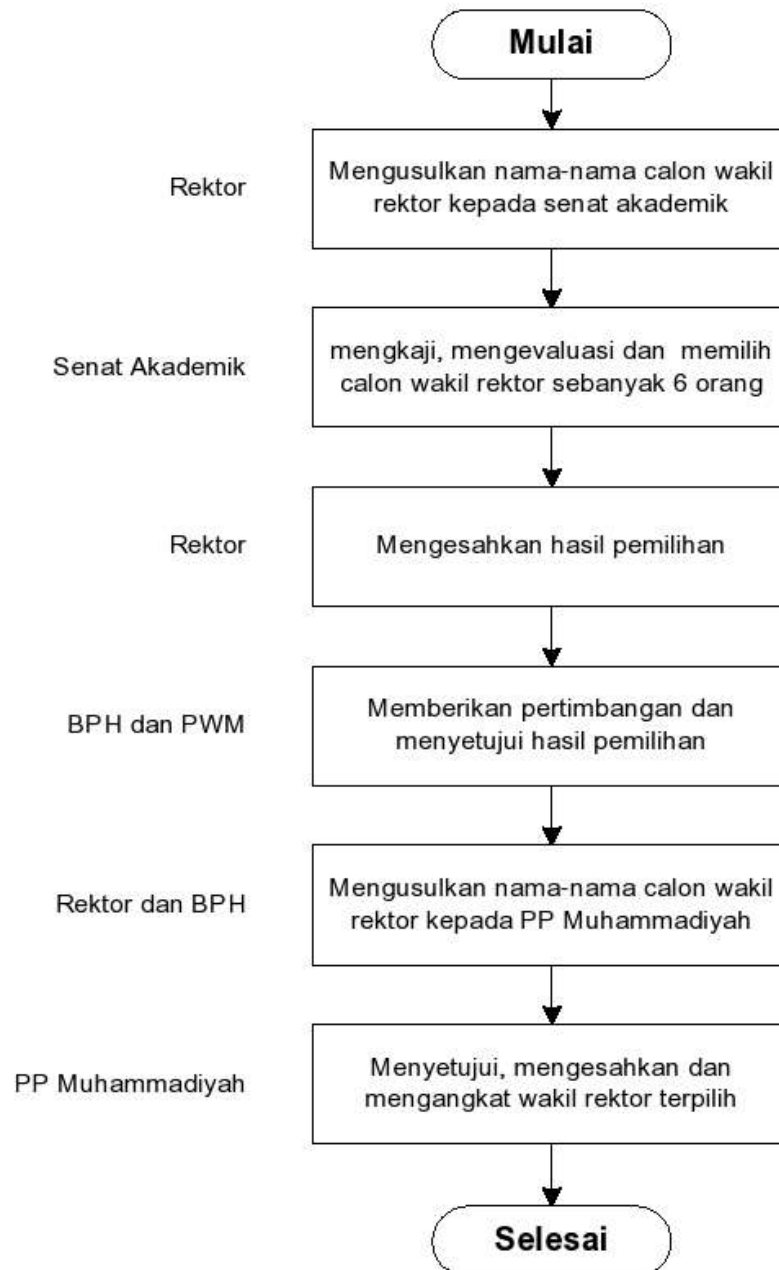 Mulai
Rektor
Mengusulkan nama-nama calon wakil
rektor kepada senat akademik
Senat Akademik
mengkaji, mengevaluasi dan memilih
calon wakil rektor sebanyak 6 orang
Rektor
Mengesahkan hasil pemilihan
BPH dan PWM
Memberikan pertimbangan dan
menyetujui hasil pemilihan
Rektor dan BPH
Mengusulkan nama-nama calon wakil
rektor kepada PP Muhammadiyah
PP Muhammadiyah
Menyetujui, mengesahkan dan
mengangkat wakil rektor terpilih
Selesai